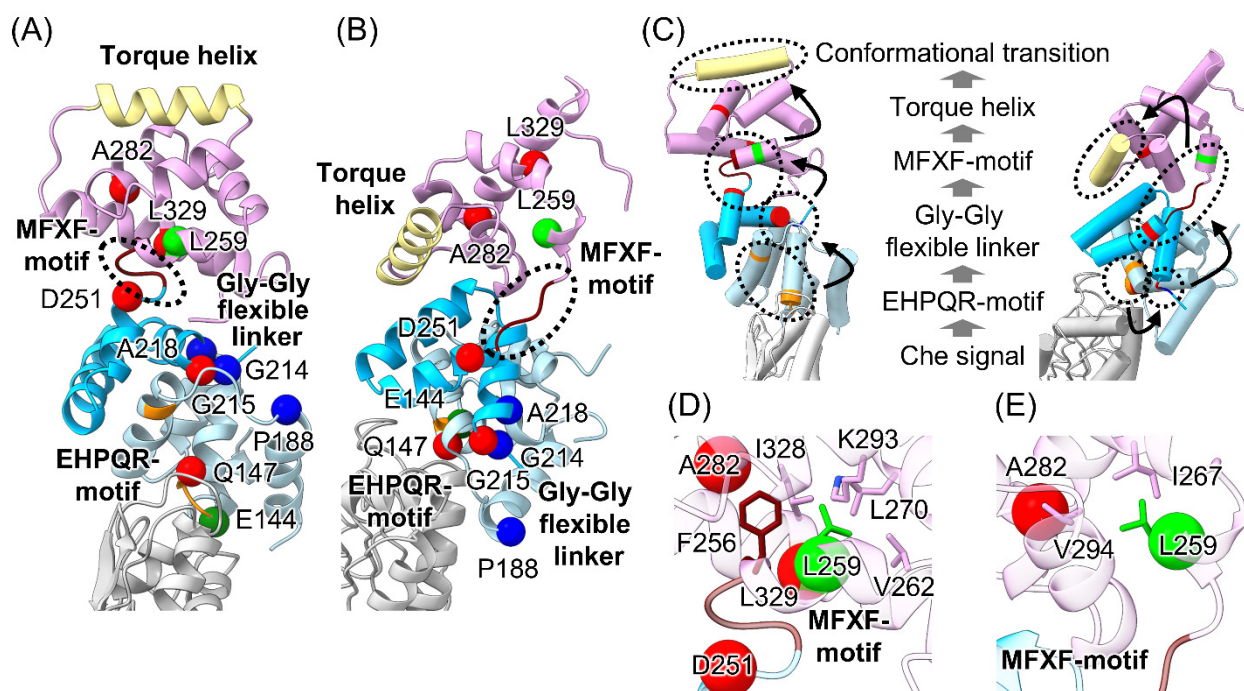 (A)
Torque helix
A282
L329
MFXF-
motif
L259
D251
Gly-Gly
flexible
linker
A218
G214
G215
P188
EHPQR-
motif
Q147
E144
(B)
L329
Torque
helix
L259
A282
MFXF-
motif
D251
E144
A218
Q147
G214
G215
EHPQR-
motif
Gly-Gly
flexible
linker
P188
(C)
Conformational transition
Torque helix
MFXF-motif
Gly-Gly
flexible linker
EHPQR-motif
Che signal
(D)
I328
K293
A282
L270
F256
L259
V262
L329
MFXF-
motif
D251
(E)
A282
I267
L259
V294
MFXF-motif